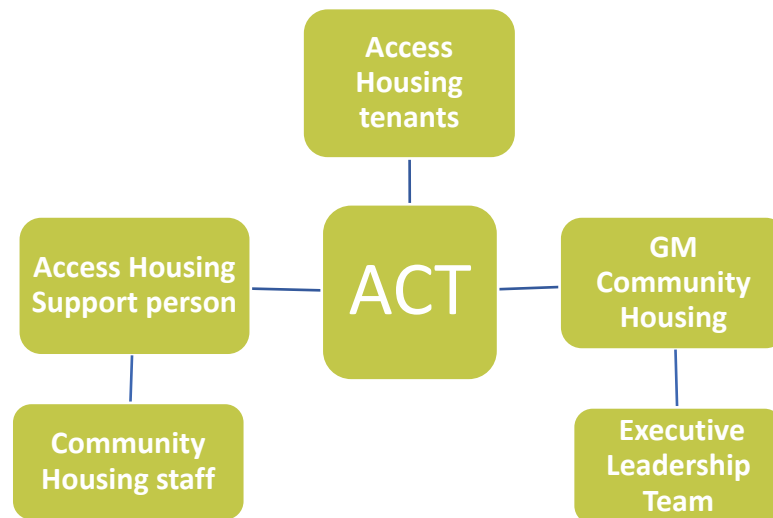 Access
Housing
tenants
Access Housing
Support person
ACT
GM
Community
Housing
Community
Housing staff
Executive
Leadership
Team